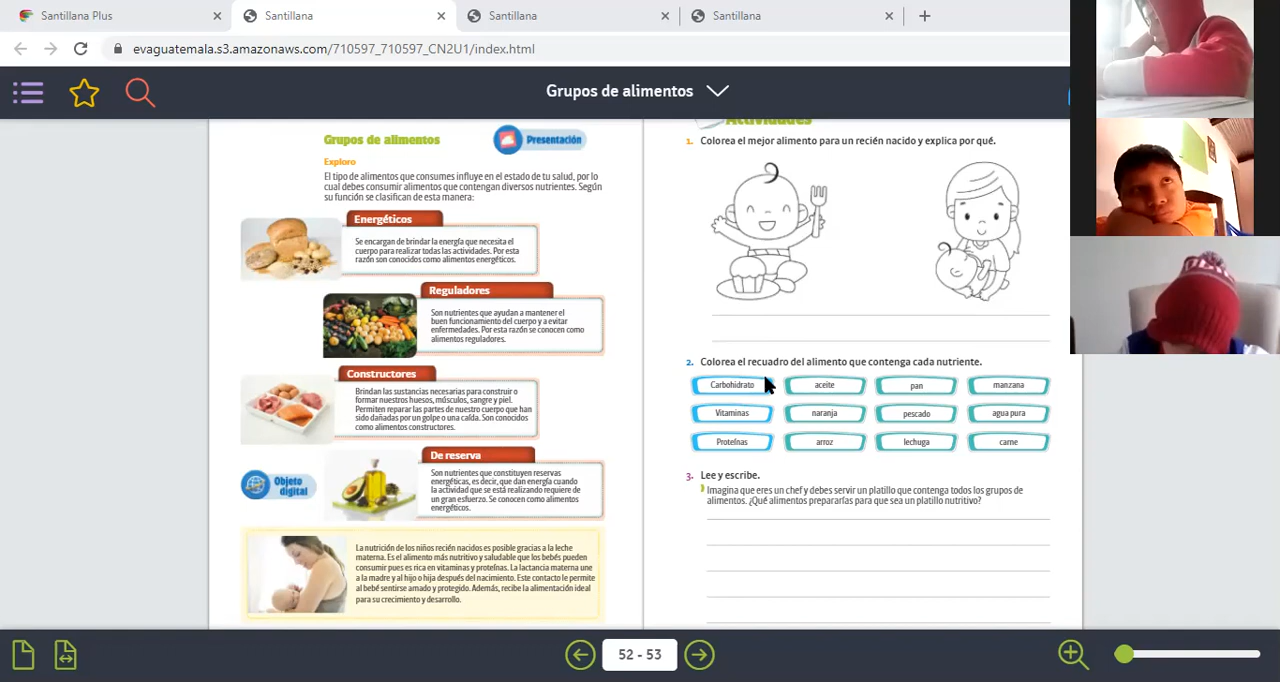 Santillana Plus
Santillana
Santillana
Santillana
evaguatemala.s3.amazonaws.com/710597_710597_CN2U1/index.html
Grupos de alimentos
Grupos de alimentos
Presentación
Exploro
El tipo de alimentos que consumes influye en el estado de tu salud, por lo
cual debes consumir alimentos que contengan diversos nutrientes. Según
su función se clasifican de esta manera:
Energéticos
Se encargan de brindar la energía que necesita el
cuerpo para realizar todas las actividades. Por esta
razón son conocidos como alimentos energéticos.
Reguladores
Son nutrientes que ayudan a mantener el
buen funcionamiento del cuerpo y a evitar
enfermedades. Por esta razón se conocen como
alimentos reguladores.
Constructores
Brindan las sustancias necesarias para construir o
formar nuestros huesos, músculos, sangre y piel.
Permiten reparar las partes de nuestro cuerpo que han
sido dañadas por un golpe o una caída. Son conocidos
como alimentos constructores.
De reserva
Son nutrientes que constituyen reservas
energéticas, es decir, que dan energía cuando
la actividad que se está realizando requiere de
un gran esfuerzo. Se conocen como alimentos
energéticos.
Objeto
digital
La nutrición de los niños recién nacidos es posible gracias a la leche
materna. Es el alimento más nutritivo y saludable que los bebés pueden
consumir pues es rica en vitaminas y proteínas. La lactancia materna une
a la madre y al hijo o hija después del nacimiento. Este contacto le permite
al bebé sentirse amado y protegido. Además, recibe la alimentación ideal
para su crecimiento y desarrollo.
Actividades
1. Colorea el mejor alimento para un recién nacido y explica por qué.
2. Colorea el recuadro del alimento que contenga cada nutriente.
Carbohidrato aceite pan manzana
Vitaminas naranja pescado agua pura
Proteínas arroz lechuga carne
3. Lee y escribe.
Imagina que eres un chef y debes servir un platillo que contenga todos los grupos de
alimentos. ¿Qué alimentos prepararías para que sea un platillo nutritivo?
52 - 53